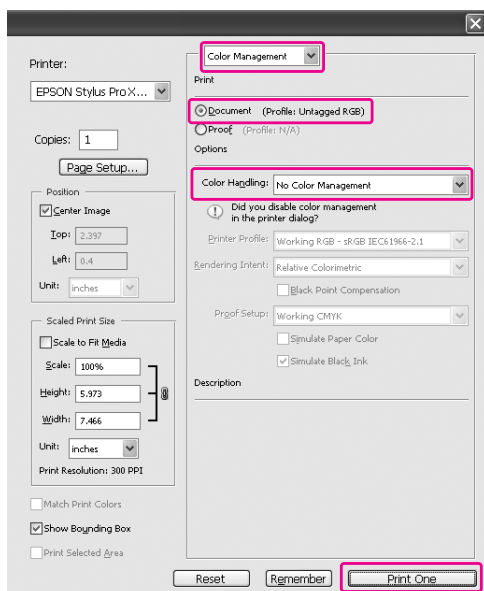 Printer:
EPSON Stylus Pro X...
Copies: 1
Page Setup...
Position
Center Image
Top: 2.397
Left: 0.4
Unit: inches
Scaled Print Size
Scale to Fit Media
Scale: 100%
Height: 5.973
Width: 7.466
Unit: inches
Print Resolution: 300 PPI
Match Print Colors
Show Bounding Box
Print Selected Area
Color Management
Print
Document (Profile: Untagged RGB)
Proof (Profile: N/A)
Options
Color Handling: No Color Management
Did you disable color management
in the printer dialog?
Printer Profile: Working RGB - sRGB IEC61966-2.1
Rendering Intent: Relative Colorimetric
Black Point Compensation
Proof Setup: Working CMYK
Simulate Paper Color
Simulate Black Ink
Description
Reset Remember Print One